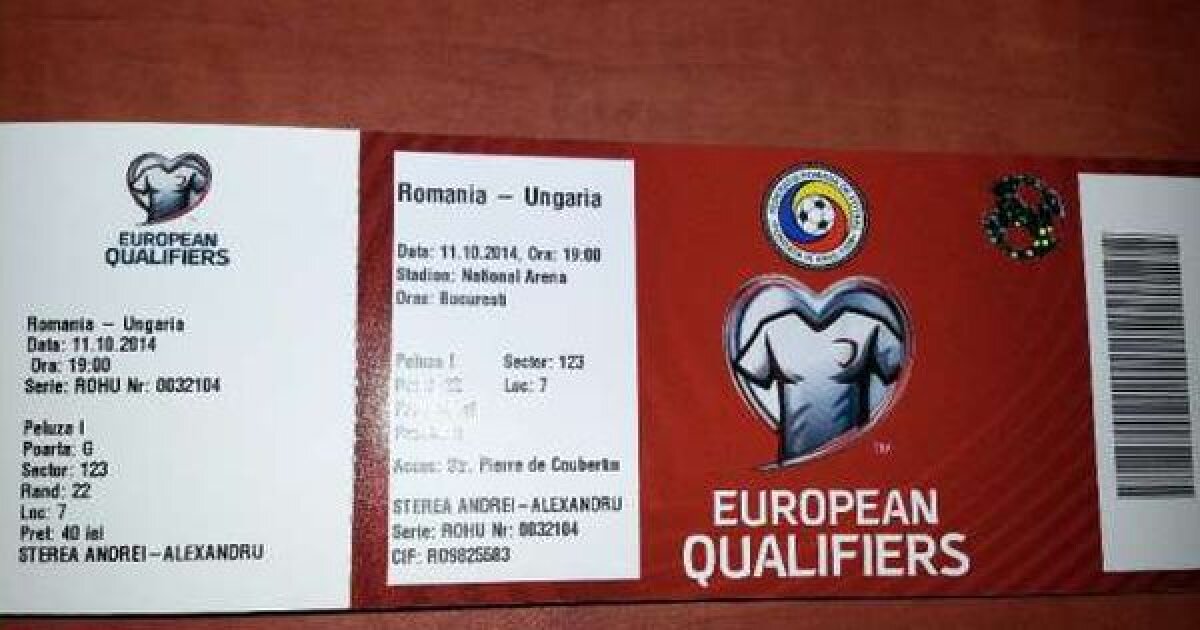 EUROPEAN
QUALIFIERS
Romania - Ungaria
Data: 11.10.2014
Ora: 19:00
Serie: ROHU Nr: 0032104
Peluza I
Poarta: G
Sector: 123
Rand: 22
Loc: 7
Pret: 40 lei
STEREA ANDREI-ALEXANDRU
Romania - Ungaria
Data: 11.10.2014, Ora: 19:00
Stadion: National Arena
Oras: Bucuresti
Peluza I Sector: 123
22 Loc: 7
Acces: Str. Pierre de Coubertin
STEREA ANDREI-ALEXANDRU
Serie: ROHU Nr: 0032104
CIF: RO9825583
EUROPEAN
QUALIFIERS
TM